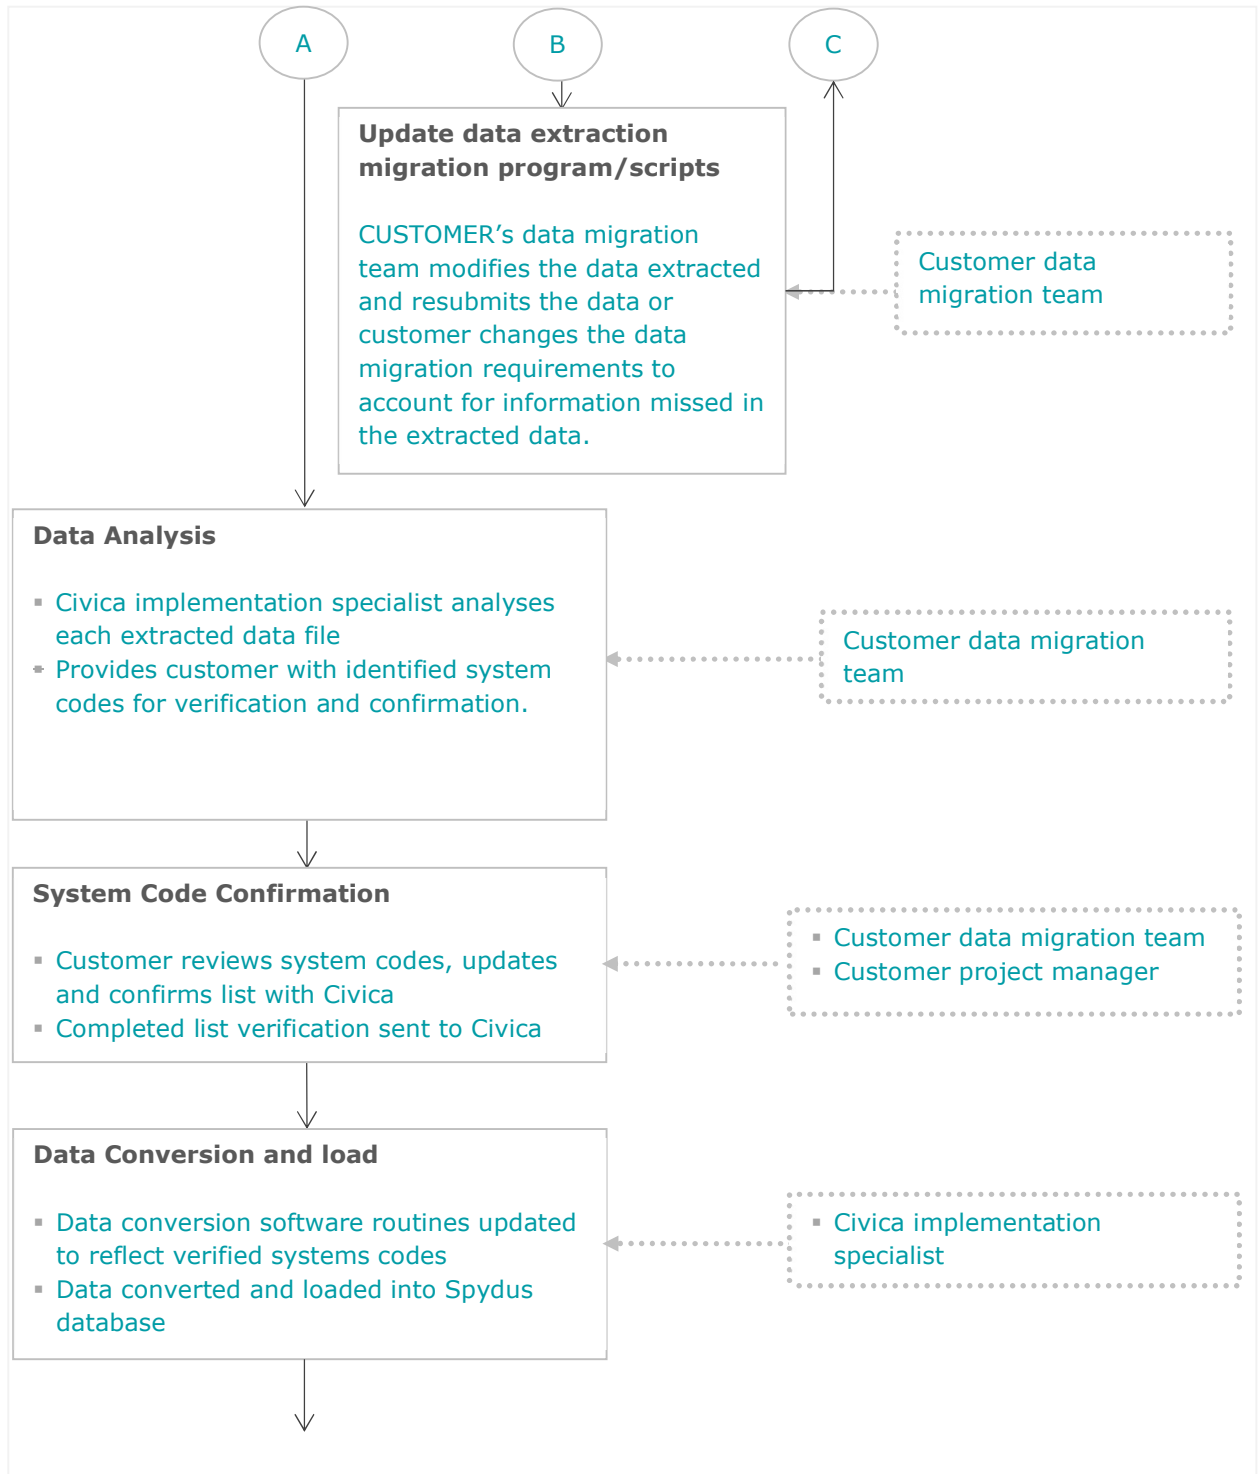 A
B
C
Update data extraction
migration program/scripts
CUSTOMER’s data migration
team modifies the data extracted
and resubmits the data or
customer changes the data
migration requirements to
account for information missed in
the extracted data.
Customer data
migration team
Data Analysis
▪ Civica implementation specialist analyses
each extracted data file
▪ Provides customer with identified system
codes for verification and confirmation.
Customer data migration
team
System Code Confirmation
▪ Customer reviews system codes, updates
and confirms list with Civica
▪ Completed list verification sent to Civica
▪ Customer data migration team
▪ Customer project manager
Data Conversion and load
▪ Data conversion software routines updated
to reflect verified systems codes
▪ Data converted and loaded into Spydus
database
▪ Civica implementation
specialist